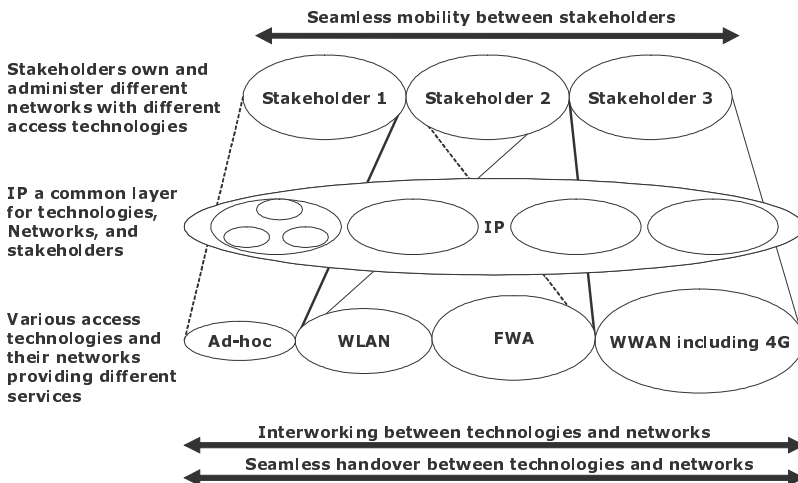 Seamless mobility between stakeholders
Stakeholders own and
administer different
networks with different
access technologies
Stakeholder 1
Stakeholder 2
Stakeholder 3
IP a common layer
for technologies,
Networks, and
stakeholders
IP
Various access
technologies and
their networks
providing different
services
Ad-hoc
WLAN
FWA
WWAN including 4G
Interworking between technologies and networks
Seamless handover between technologies and networks